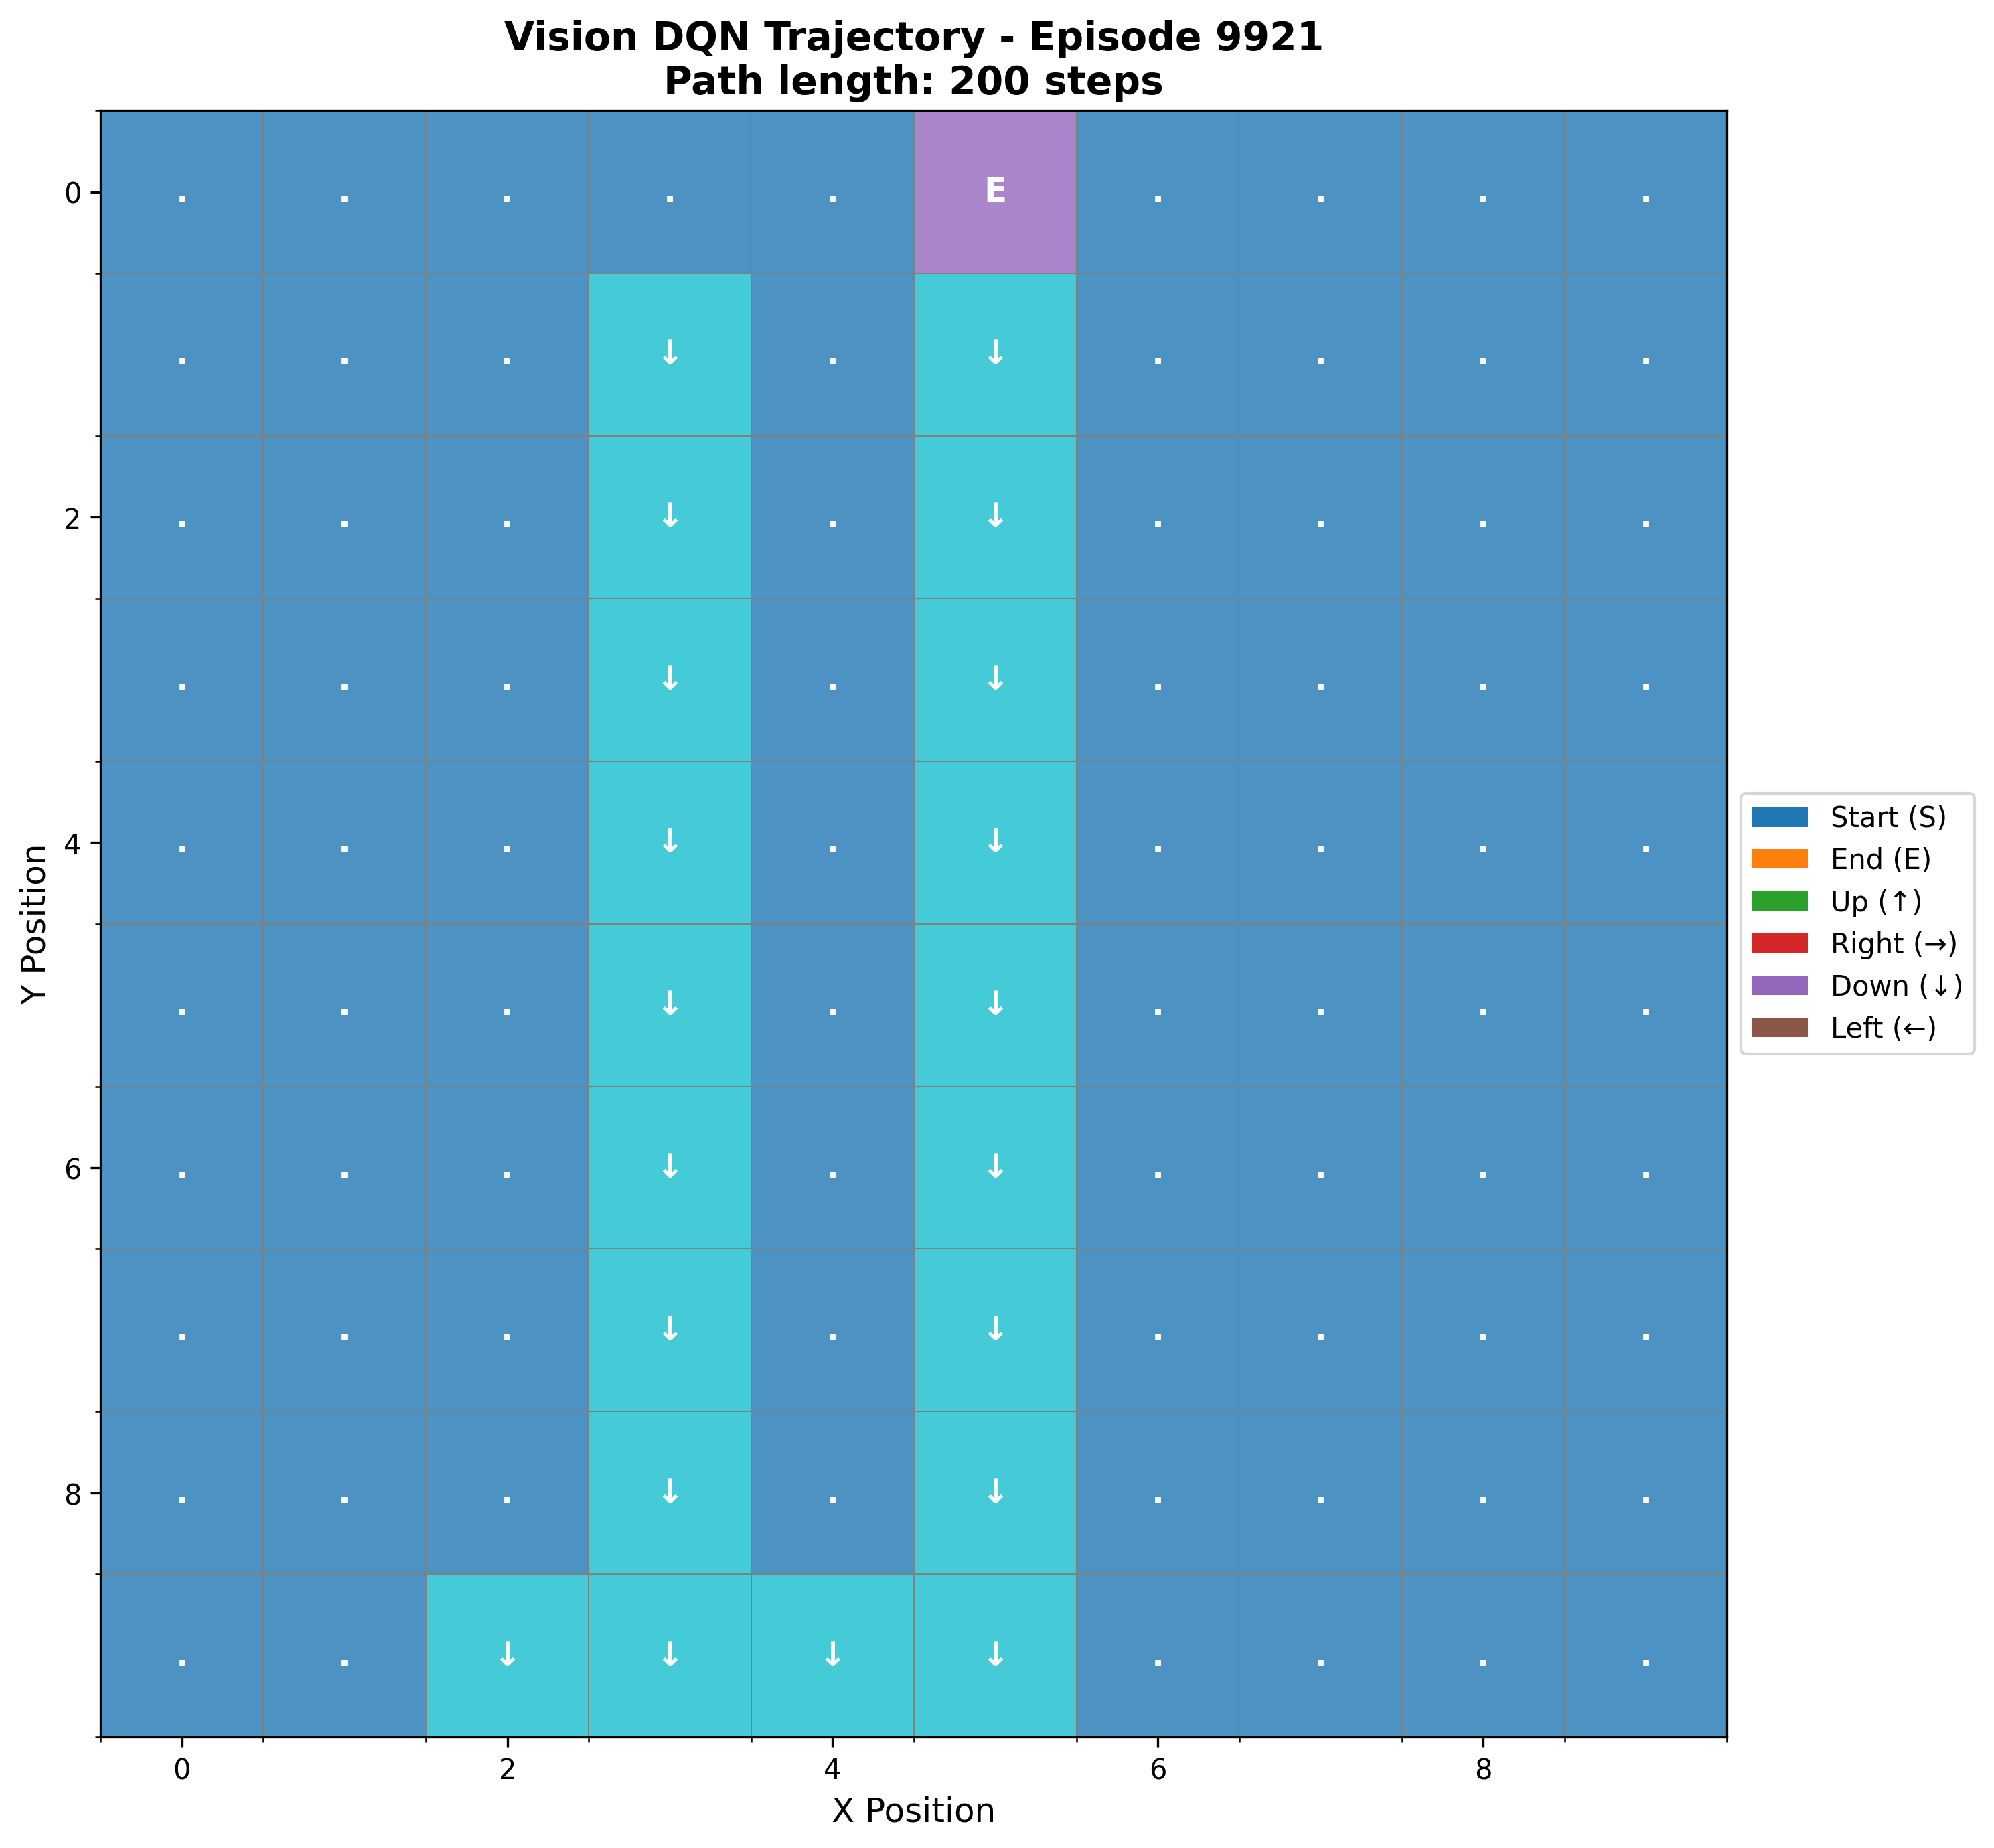 Vision DQN Trajectory - Episode 9921
Path length: 200 steps
0 . . . . . E . . . .
. . . ↓ . ↓ . . . .
2 . . . ↓ . ↓ . . . .
. . . ↓ . ↓ . . . .
4 . . . ↓ . ↓ . . . .
. . . ↓ . ↓ . . . .
6 . . . ↓ . ↓ . . . .
. . . ↓ . ↓ . . . .
8 . . . ↓ . ↓ . . . .
. . ↓ ↓ ↓ ↓ . . . .
0 2 4 6 8
X Position
Y Position
Start (S)
End (E)
Up (↑)
Right (→)
Down (↓)
Left (←)